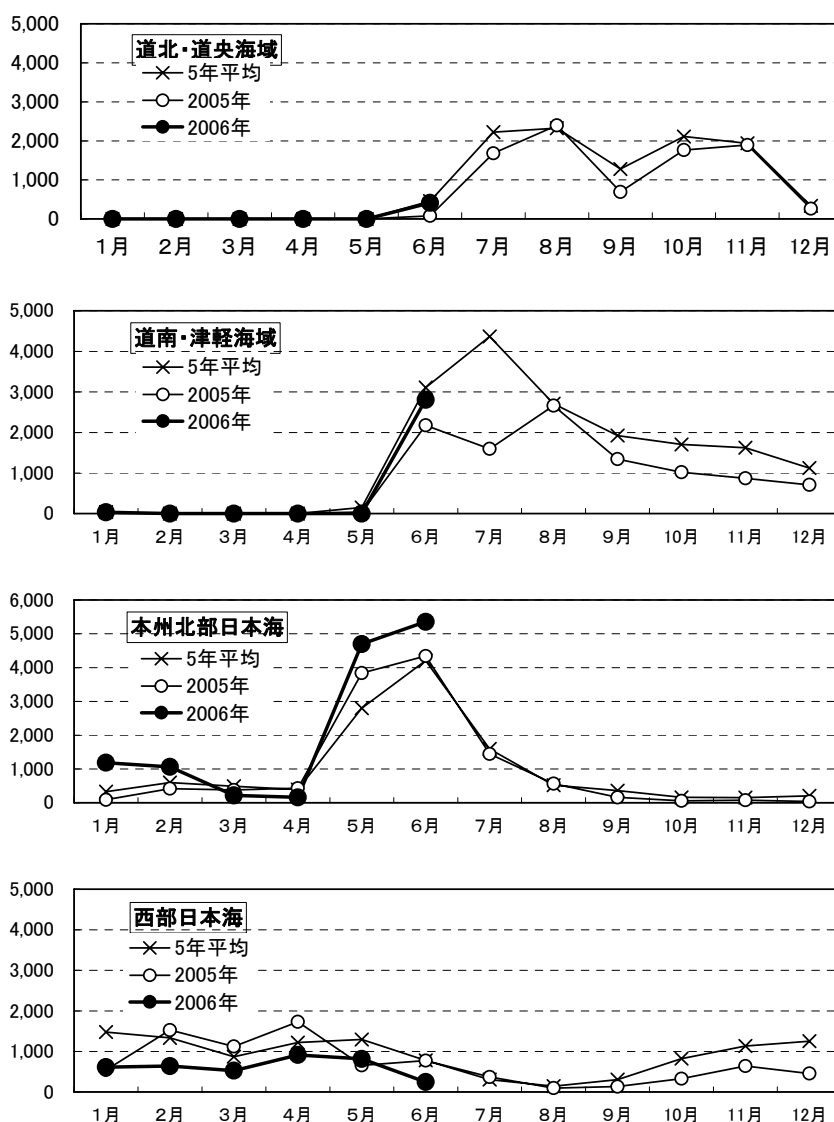 5,000
4,000
3,000
2,000
1,000
0
道北・道央海域
5年平均
2005年
2006年
1月 2月 3月 4月 5月 6月 7月 8月 9月 10月 11月 12月
5,000
4,000
3,000
2,000
1,000
0
道南・津軽海域
5年平均
2005年
2006年
1月 2月 3月 4月 5月 6月 7月 8月 9月 10月 11月 12月
6,000
5,000
4,000
3,000
2,000
1,000
0
本州北部日本海
5年平均
2005年
2006年
1月 2月 3月 4月 5月 6月 7月 8月 9月 10月 11月 12月
5,000
4,000
3,000
2,000
1,000
0
西部日本海
5年平均
2005年
2006年
1月 2月 3月 4月 5月 6月 7月 8月 9月 10月 11月 12月